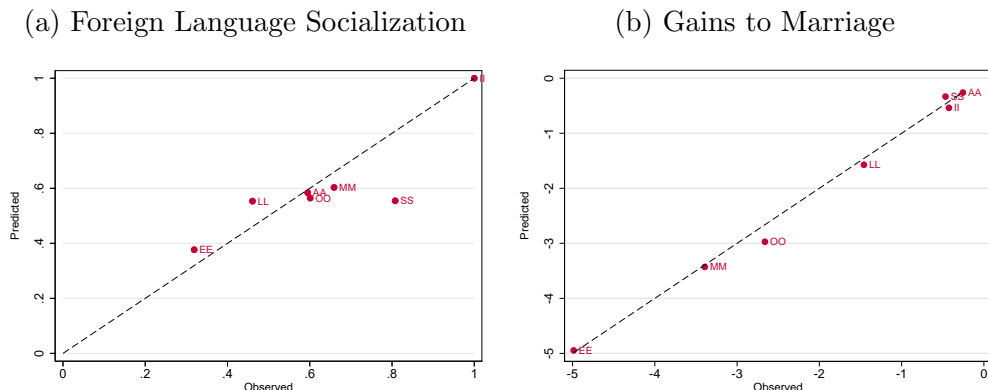 (a) Foreign Language Socialization
(b) Gains to Marriage
Predicted
1
.8
.6
.4
.2
0
0
.2
.4
.6
.8
1
Observed
II
MM
AA
OO
LL
SS
EE
Predicted
0
-1
-2
-3
-4
-5
-5
-4
-3
-2
-1
0
Observed
AA
SS
II
LL
OO
MM
EE